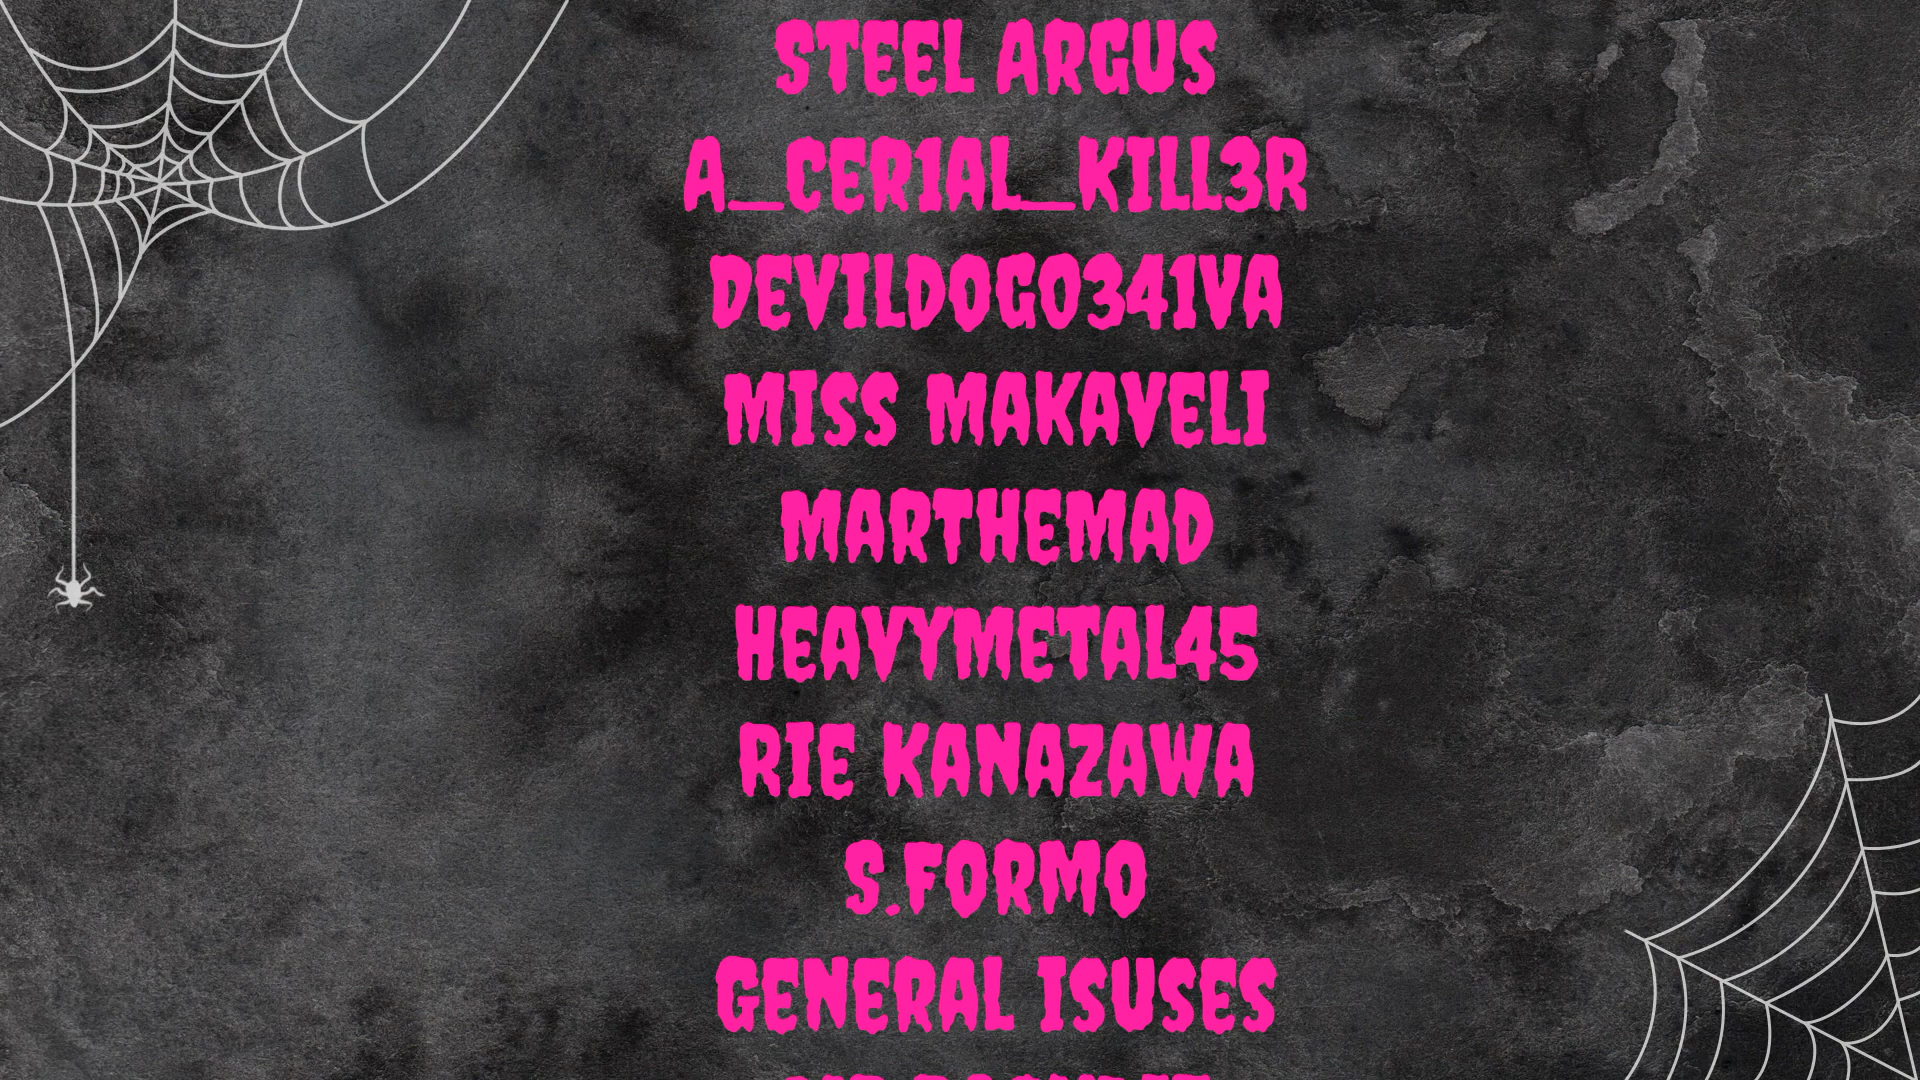 STEEL ARGUS
A_CER1AL_KILL3R
DEVILDOG0341VA
MISS MAKAVELI
MARTHEMAD
HEAVYMETAL45
RIE KANAZAWA
S.FORMO
GENERAL ISUSES